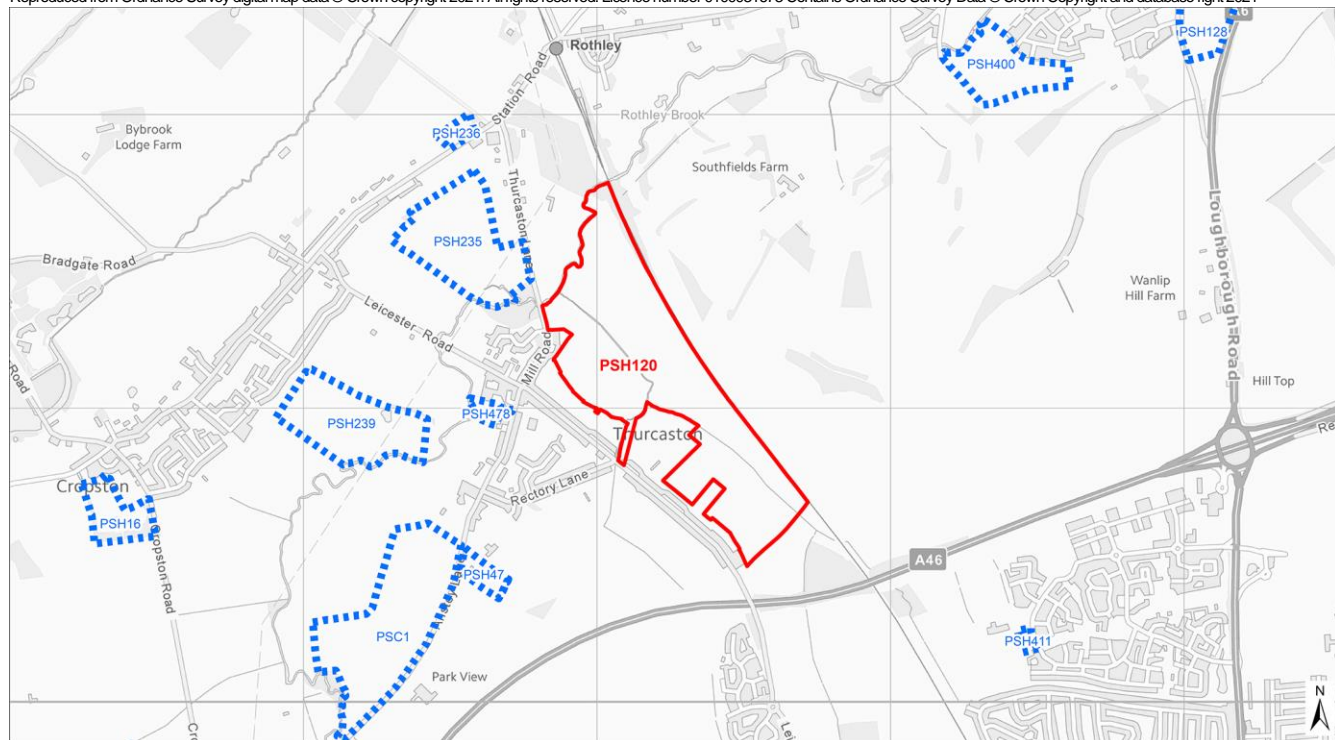 Rothley
PSH128
PSH400
Station Road
Bybrook
Lodge Farm
PSH236
Rothley Brook
Southfields Farm
Thurcaston Lane
PSH235
Bradgate Road
Loughborough Road
Wanlip
Hill Farm
Leicester Road
Mill Road
PSH120
Hill Top
PSH239
PSH478
Thurcaston
Cropston
Rectory Lane
PSH16
Cropston Road
A46
PSH47
PSC1
PSH411
Park View
N